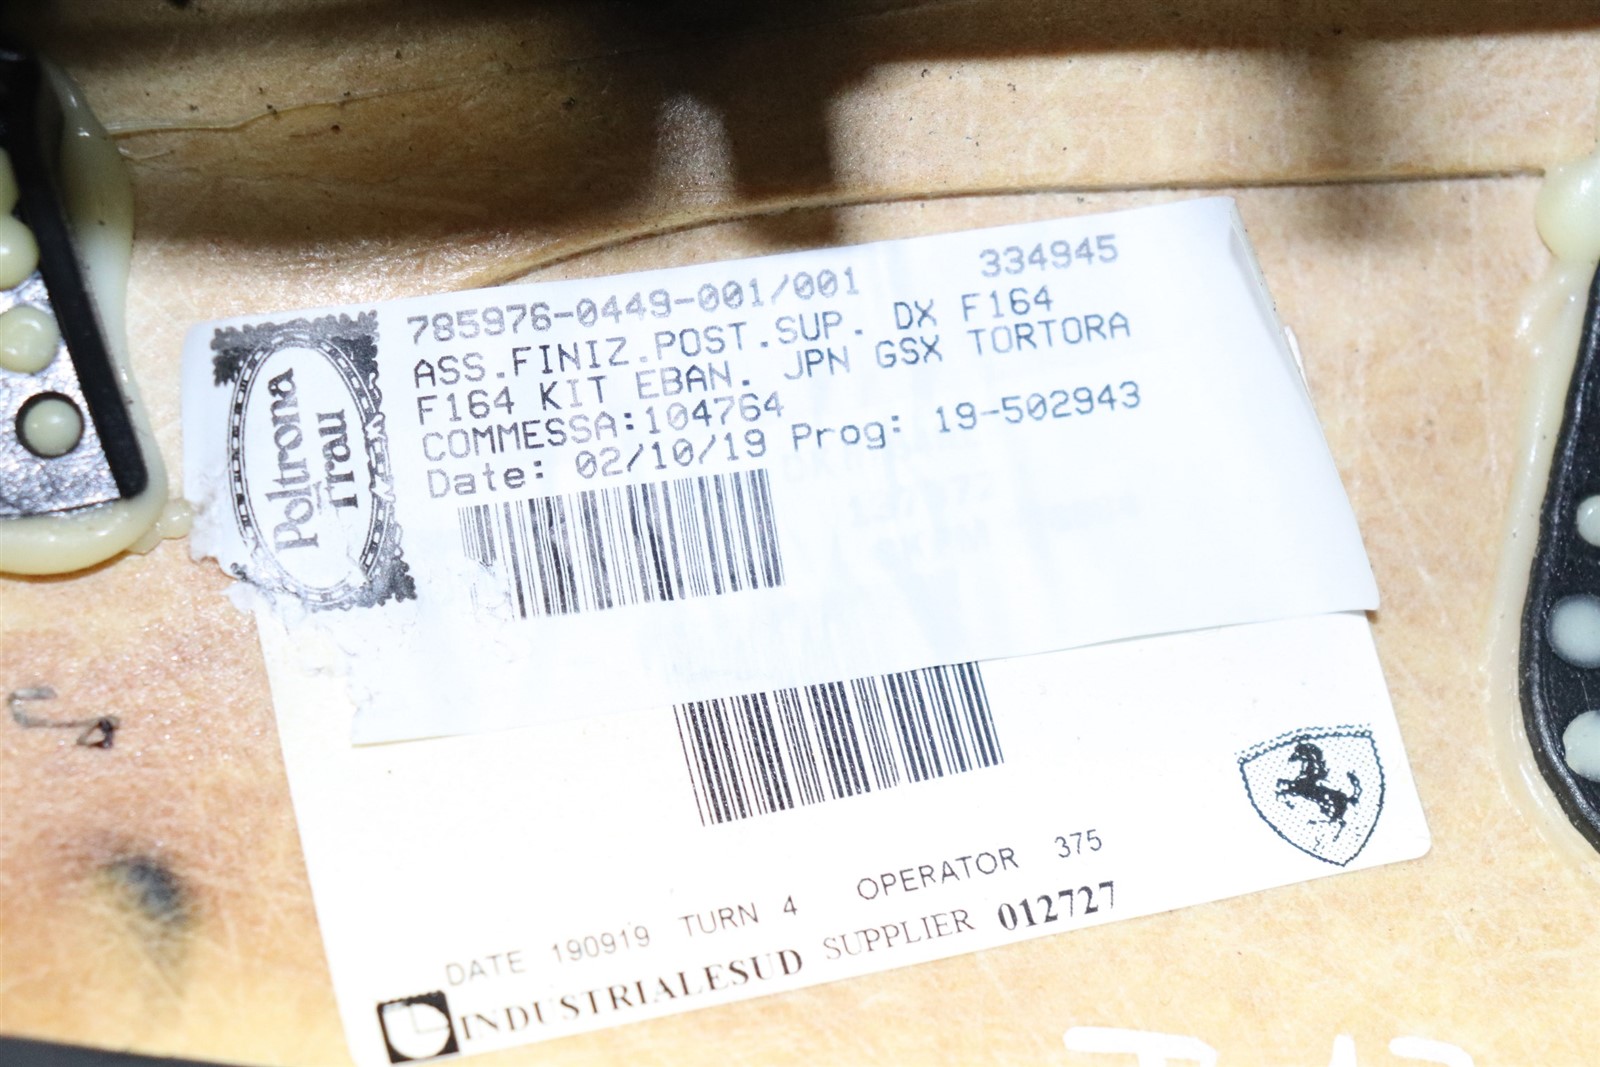 334945
785976-0449-001/001
ASS.FINIZ.POST.SUP. DX F164
F164 KIT EBAN. JPN GSX TORTORA
COMMESSA:104764
Date: 02/10/19 Prog: 19-502943
Poltrona
Frau
DATE 190919 TURN 4 OPERATOR 375
INDUSTRIALESUD SUPPLIER 012727